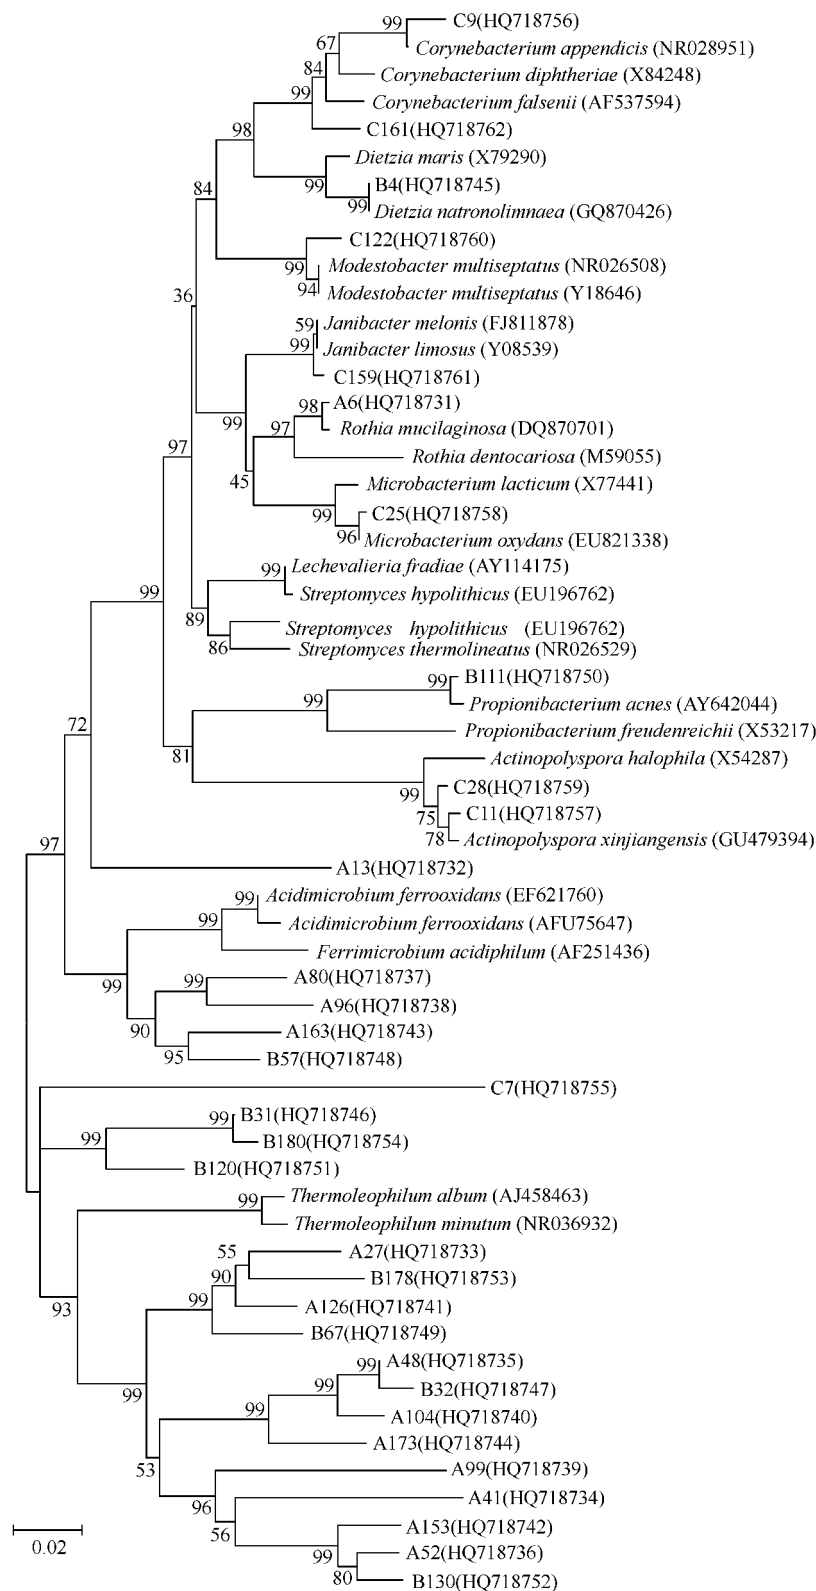 99 C9(HQ718756)
Corynebacterium appendicis (NR028951)
67
Corynebacterium diphtheriae (X84248)
84
99 Corynebacterium falsenii (AF537594)
98 C161(HQ718762)
Dietzia maris (X79290)
99 B4(HQ718745)
84
99 Dietzia natronolimnaea (GQ870426)
C122(HQ718760)
99 Modestobacter multiseptatus (NR026508)
36 94 Modestobacter multiseptatus (Y18646)
59 Janibacter melonis (FJ811878)
99 Janibacter limosus (Y08539)
C159(HQ718761)
98 A6(HQ718731)
99 97 Rothia mucilaginosa (DQ870701)
97 Rothia dentocariosa (M59055)
45 Microbacterium lacticum (X77441)
99 C25(HQ718758)
96 Microbacterium oxydans (EU821338)
99 Lechevalieria fradiae (AY114175)
99 Streptomyces hypolithicus (EU196762)
89 Streptomyces hypolithicus (EU196762)
86 Streptomyces thermolineatus (NR026529)
99 B111(HQ718750)
99 Propionibacterium acnes (AY642044)
72 Propionibacterium freudenreichii (X53217)
81 Actinopolyspora halophila (X54287)
99 C28(HQ718759)
75 C11(HQ718757)
78 Actinopolyspora xinjiangensis (GU479394)
97
A13(HQ718732)
99 Acidimicrobium ferrooxidans (EF621760)
99 Acidimicrobium ferrooxidans (AFU75647)
Ferrimicrobium acidiphilum (AF251436)
99 99 A80(HQ718737)
A96(HQ718738)
90 A163(HQ718743)
95 B57(HQ718748)
C7(HQ718755)
99 B31(HQ718746)
99 B180(HQ718754)
B120(HQ718751)
99 Thermoleophilum album (AJ458463)
Thermoleophilum minutum (NR036932)
55 A27(HQ718733)
90 B178(HQ718753)
93 99 A126(HQ718741)
B67(HQ718749)
99 A48(HQ718735)
99 99 B32(HQ718747)
99 A104(HQ718740)
A173(HQ718744)
53 A99(HQ718739)
96 A41(HQ718734)
56 A153(HQ718742)
0.02 99 A52(HQ718736)
80 B130(HQ718752)